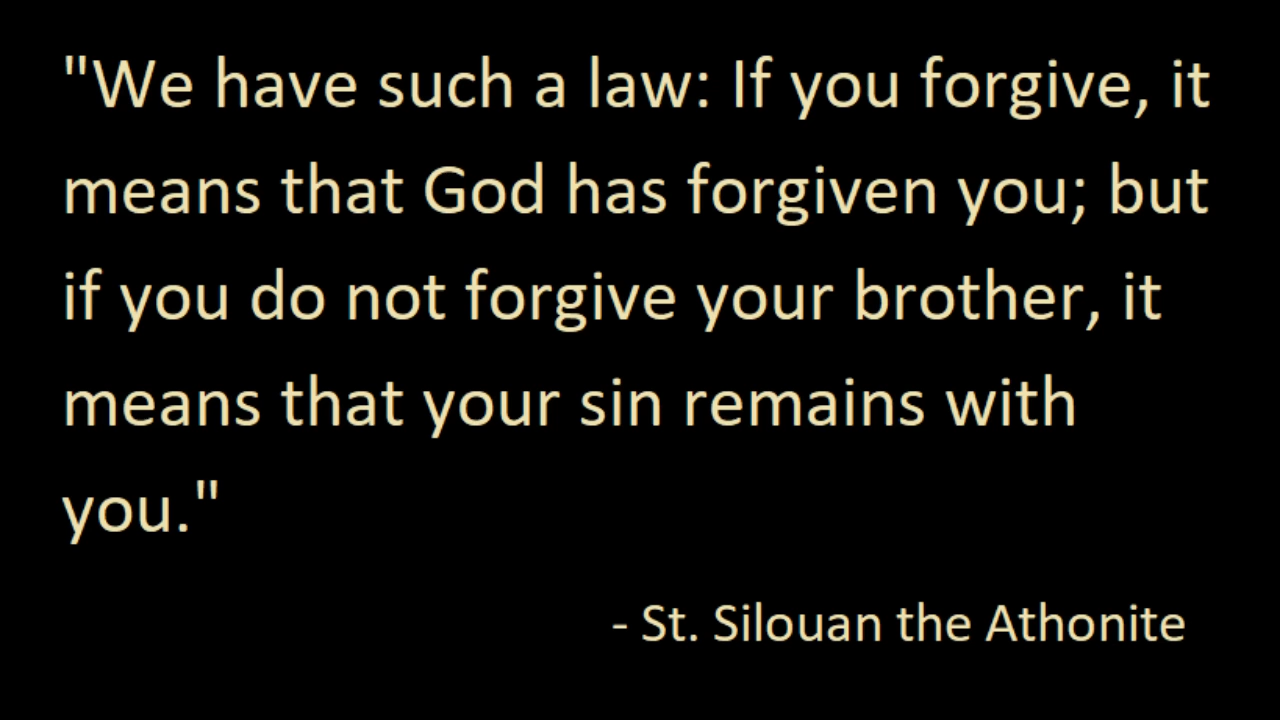 "We have such a law: If you forgive, it
means that God has forgiven you; but
if you do not forgive your brother, it
means that your sin remains with
you."
- St. Silouan the Athonite